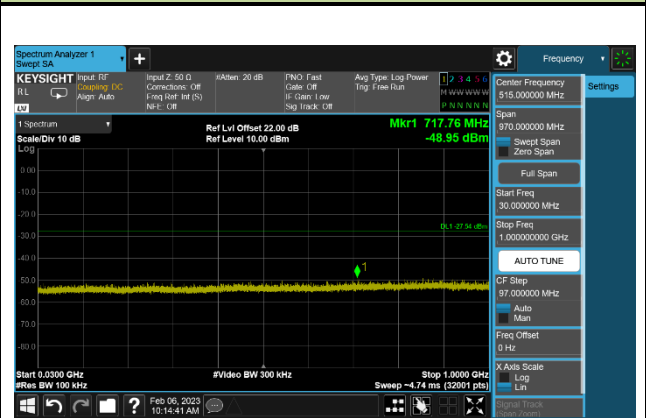 Spectrum Analyzer 1
Swept SA
+
Frequency
KEYSIGHT
RL
Input: RF
Coupling: DC
Align: Auto
Input Z: 50 Ω
Corrections: Off
Freq Ref: Int (S)
NFE: Off
#Atten: 20 dB
PNO: Fast
Gate: Off
IF Gain: Low
Sig Track: Off
Avg Type: Log-Power
Trig: Free Run
1 2 3 4 5 6
M W W W W W
P N N N N N
LXI
1 Spectrum
Scale/Div 10 dB
Log
Ref Lvl Offset 22.00 dB
Ref Level 10.00 dBm
Mkr1 717.76 MHz
-48.95 dBm
0.00
-10.0
-20.0
DL1 -27.54 dBm
-30.0
-40.0
1
-50.0
-60.0
-70.0
-80.0
Start 0.0300 GHz
#Res BW 100 kHz
#Video BW 300 kHz
Stop 1.0000 GHz
Sweep ~4.74 ms (32001 pts)
Center Frequency
515.000000 MHz
Settings
Span
970.000000 MHz
Swept Span
Zero Span
Full Span
Start Freq
30.000000 MHz
Stop Freq
1.000000000 GHz
AUTO TUNE
CF Step
97.000000 MHz
Auto
Man
Freq Offset
0 Hz
X Axis Scale
Log
Lin
Signal Track
(Span Zoom)
?
Feb 06, 2023
10:14:41 AM